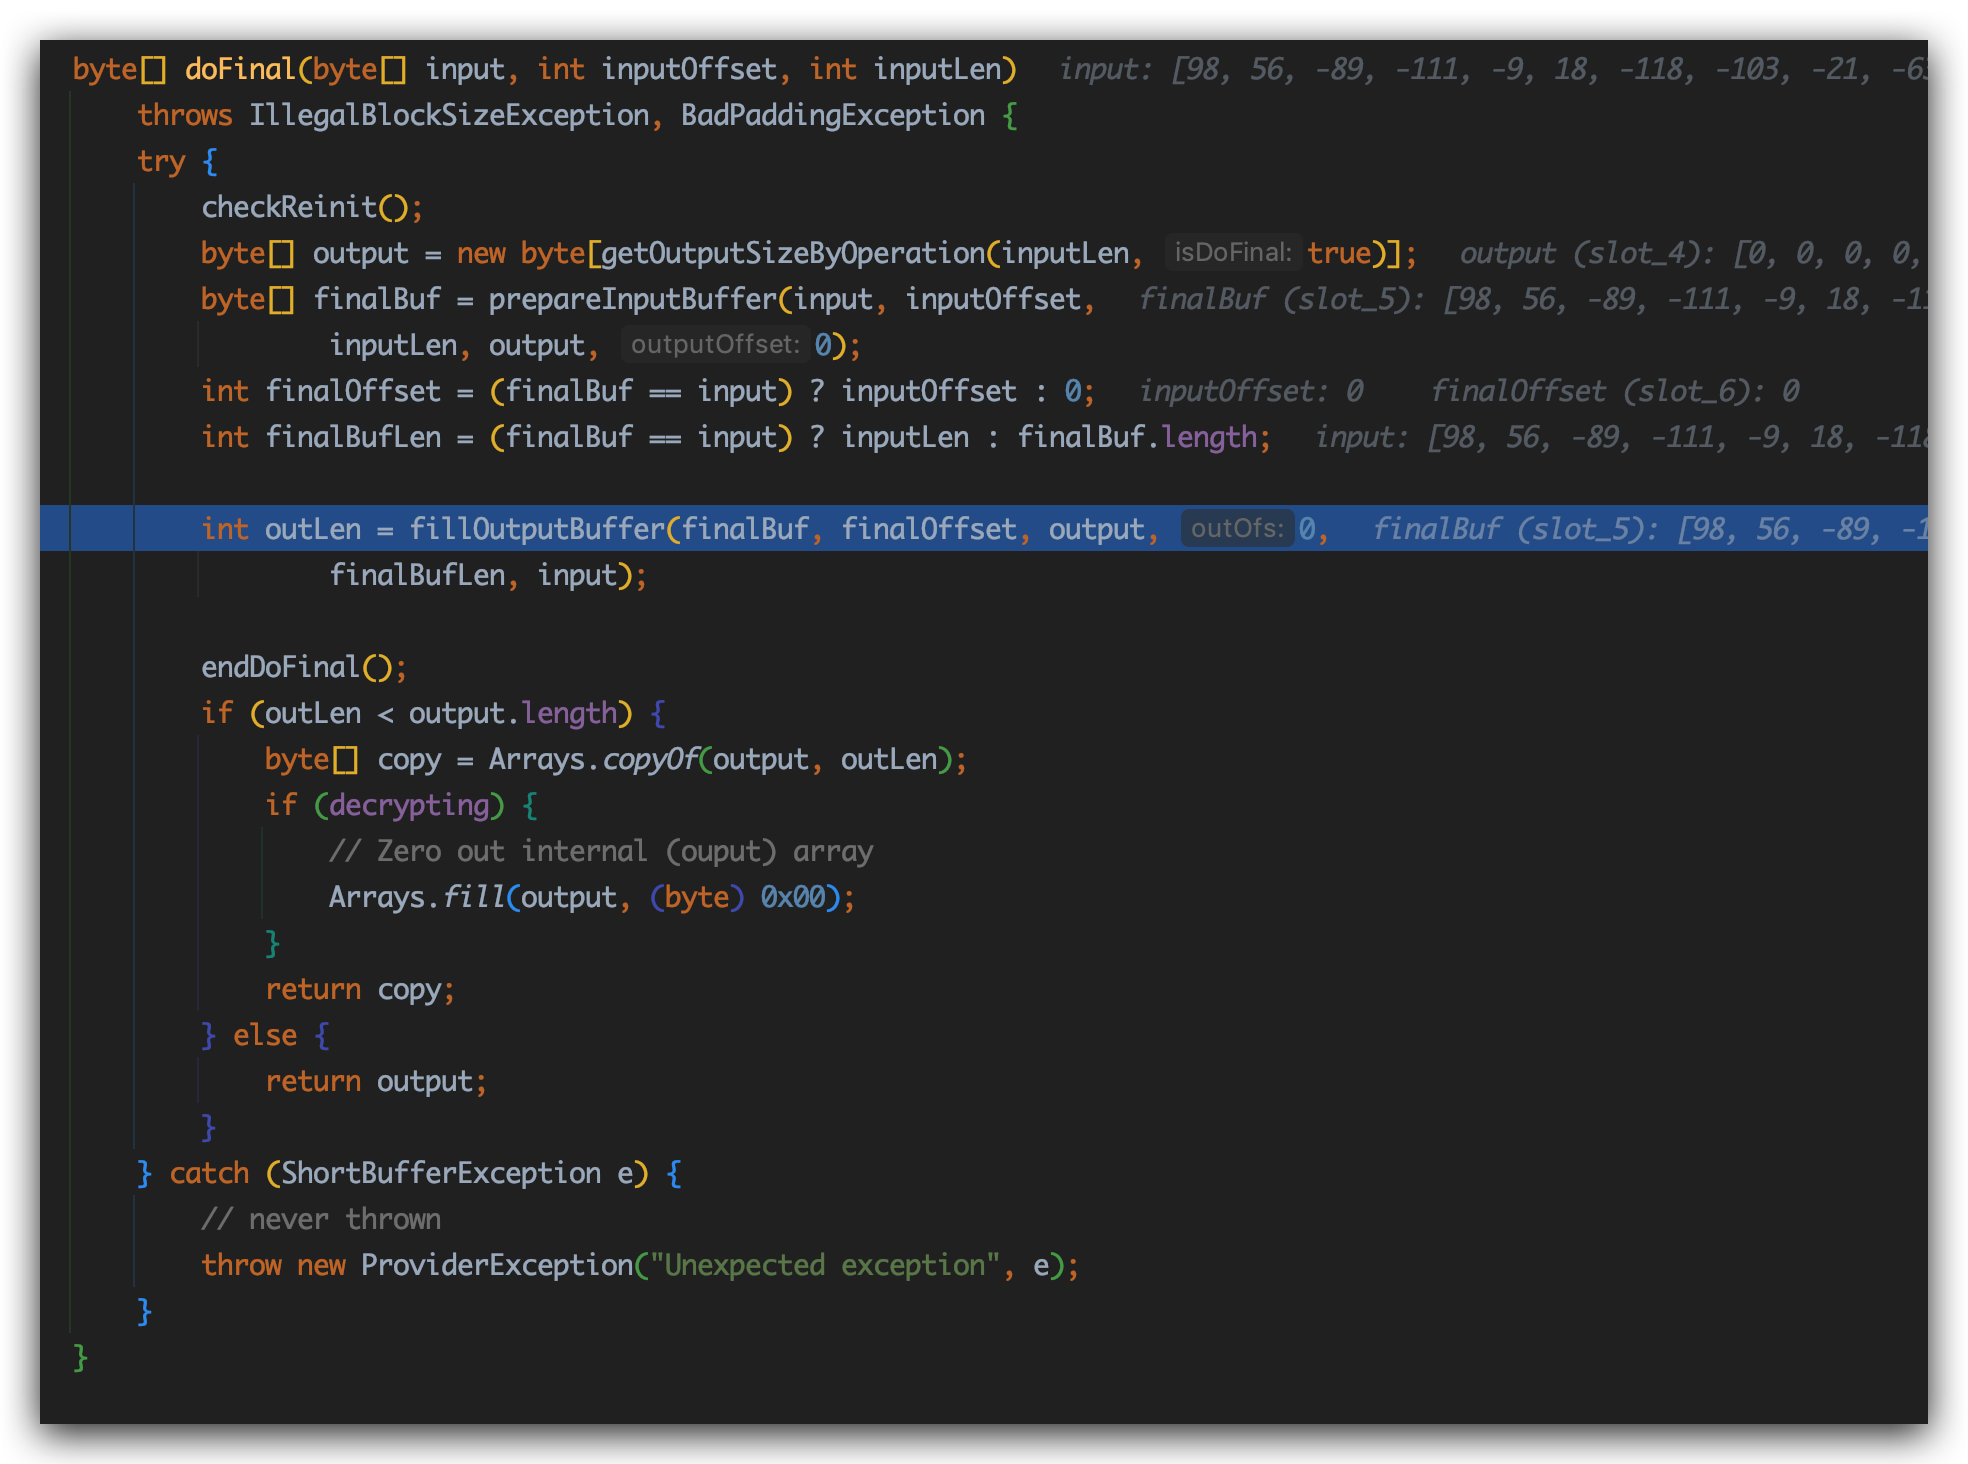 byte[] doFinal(byte[] input, int inputOffset, int inputLen)   input: [98, 56, -89, -111, -9, 18, -118, -103, -21, -63
    throws IllegalBlockSizeException, BadPaddingException {
    try {
        checkReinit();
        byte[] output = new byte[getOutputSizeByOperation(inputLen, isDoFinal: true)];   output (slot_4): [0, 0, 0, 0,
        byte[] finalBuf = prepareInputBuffer(input, inputOffset,   finalBuf (slot_5): [98, 56, -89, -111, -9, 18, -11
                inputLen, output, outputOffset: 0);
        int finalOffset = (finalBuf == input) ? inputOffset : 0;   inputOffset: 0    finalOffset (slot_6): 0
        int finalBufLen = (finalBuf == input) ? inputLen : finalBuf.length;   input: [98, 56, -89, -111, -9, 18, -118
        int outLen = fillOutputBuffer(finalBuf, finalOffset, output, outOfs: 0,   finalBuf (slot_5): [98, 56, -89, -1
                finalBufLen, input);
        endDoFinal();
        if (outLen < output.length) {
            byte[] copy = Arrays.copyOf(output, outLen);
            if (decrypting) {
                // Zero out internal (ouput) array
                Arrays.fill(output, (byte) 0x00);
            }
            return copy;
        } else {
            return output;
        }
    } catch (ShortBufferException e) {
        // never thrown
        throw new ProviderException("Unexpected exception", e);
    }
}